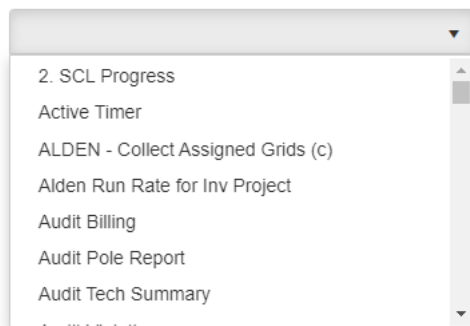 2. SCL Progress
Active Timer
ALDEN - Collect Assigned Grids (c)
Alden Run Rate for Inv Project
Audit Billing
Audit Pole Report
Audit Tech Summary